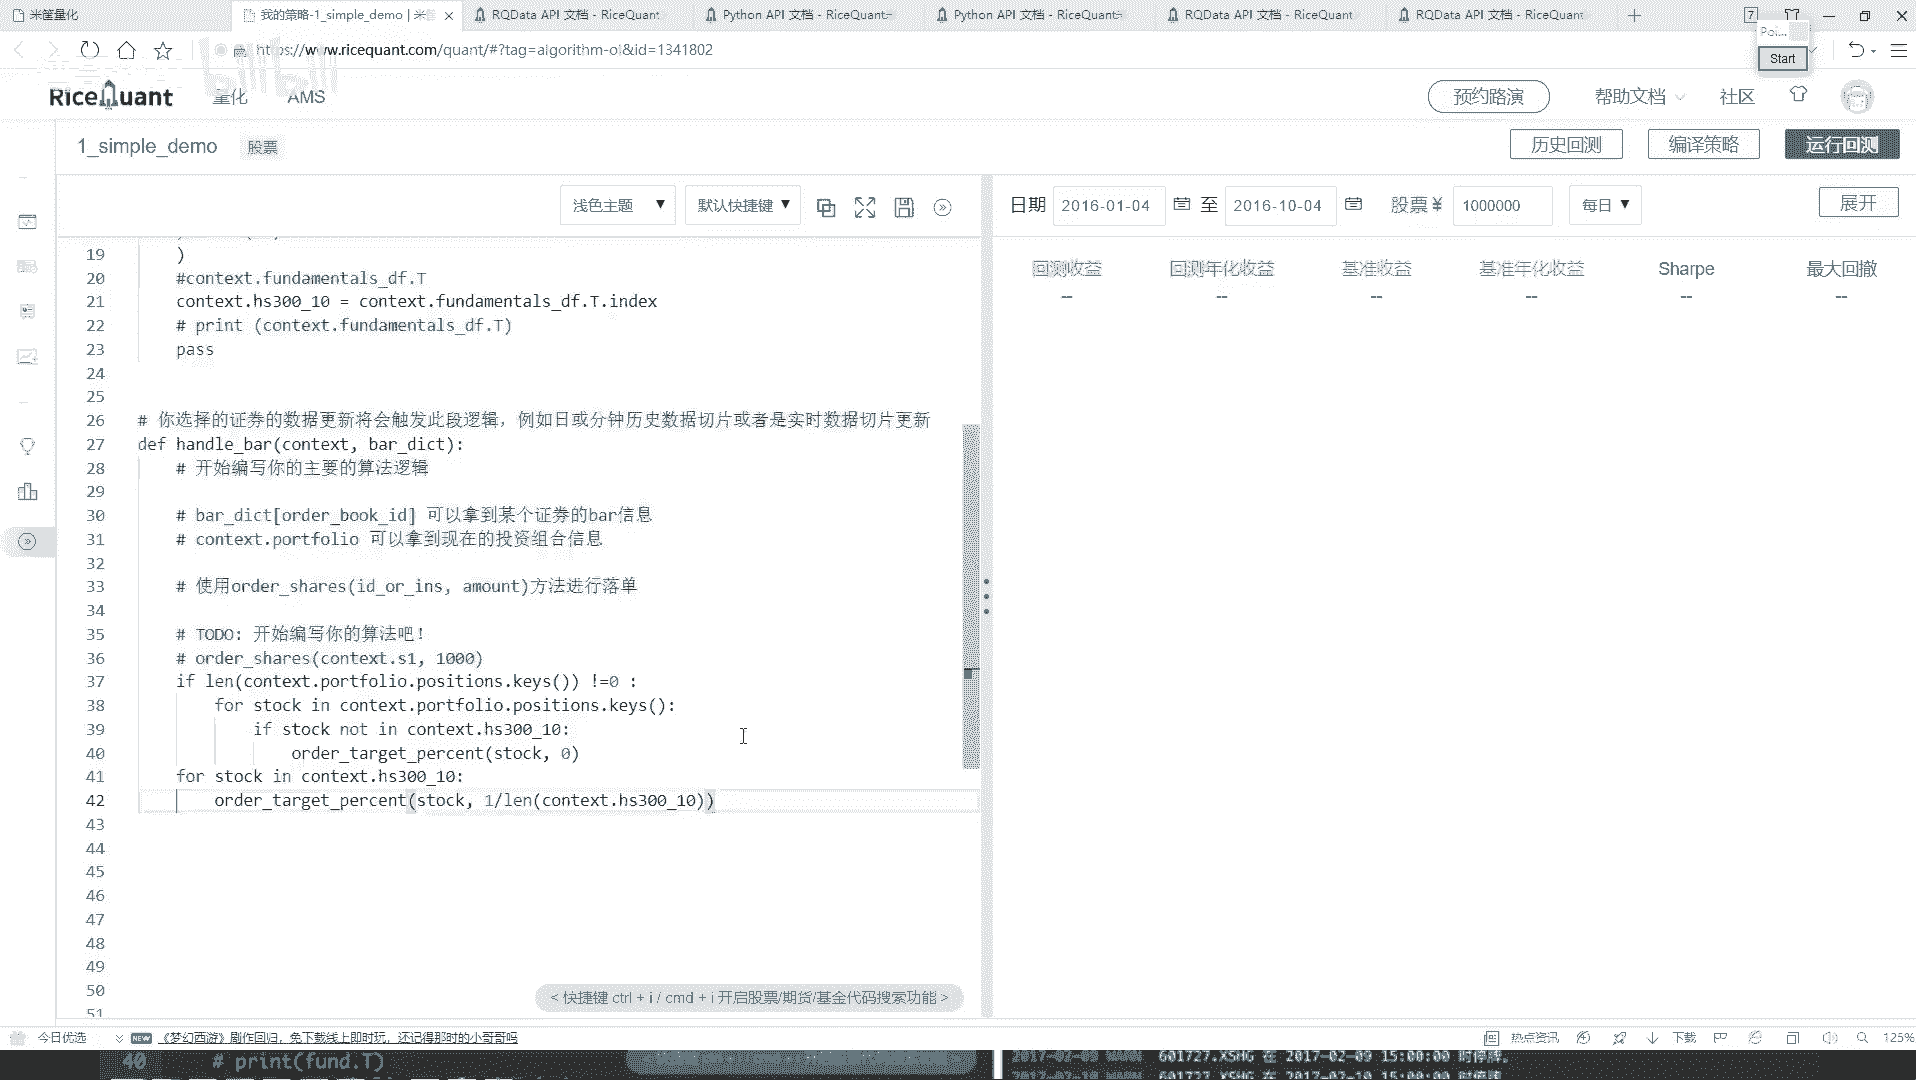 米筐量化
我的策略-1_simple_demo | 米筐
RQData API 文档 - RiceQuant
Python API 文档 - RiceQuant
Python API 文档 - RiceQuant
RQData API 文档 - RiceQuant
RQData API 文档 - RiceQuant
7
https://www.ricequant.com/quant/#?tag=algorithm-ol&id=1341802
Poi...
Start
RiceQuant
量化
AMS
预约路演
帮助文档
社区
1_simple_demo
股票
历史回测
编译策略
运行回测
浅色主题
默认快捷键
日期
2016-01-04
至
2016-10-04
股票 ¥
1000000
每日
展开
回测收益
回测年化收益
基准收益
基准年化收益
Sharpe
最大回撤
--
--
--
--
--
--
19 )
20 #context.fundamentals_df.T
21 context.hs300_10 = context.fundamentals_df.T.index
22 # print (context.fundamentals_df.T)
23 pass
24
25
26 # 你选择的证券的数据更新将会触发此段逻辑，例如日或分钟历史数据切片或者是实时数据切片更新
27 def handle_bar(context, bar_dict):
28 # 开始编写你的主要的算法逻辑
29
30 # bar_dict[order_book_id] 可以拿到某个证券的bar信息
31 # context.portfolio 可以拿到现在的投资组合信息
32
33 # 使用order_shares(id_or_ins, amount)方法进行落单
34
35 # TODO: 开始编写你的算法吧！
36 # order_shares(context.s1, 1000)
37 if len(context.portfolio.positions.keys()) !=0 :
38 for stock in context.portfolio.positions.keys():
39 if stock not in context.hs300_10:
40 order_target_percent(stock, 0)
41 for stock in context.hs300_10:
42 order_target_percent(stock, 1/len(context.hs300_10))
43
44
45
46
47
48
49
50
51
< 快捷键 ctrl + i / cmd + i 开启股票/期货/基金代码搜索功能 >
今日优选
NEW
《梦幻西游》剧作回归，免下载线上即时玩，还记得那时的小哥哥吗
热点资讯
下载
125%
40 # print(fund.T)
2017-02-09 WARN 601727.XSHG 在 2017-02-09 15:00:00 时停牌。
2017-02-10 WARN 601727.XSHG 在 2017-02-10 15:00:00 时停牌。